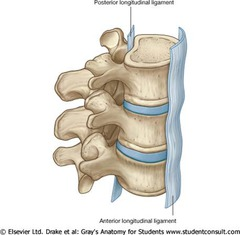 Posterior longitudinal ligament
Anterior longitudinal ligament
© Elsevier Ltd. Drake et al: Gray's Anatomy for Students www.studentconsult.com